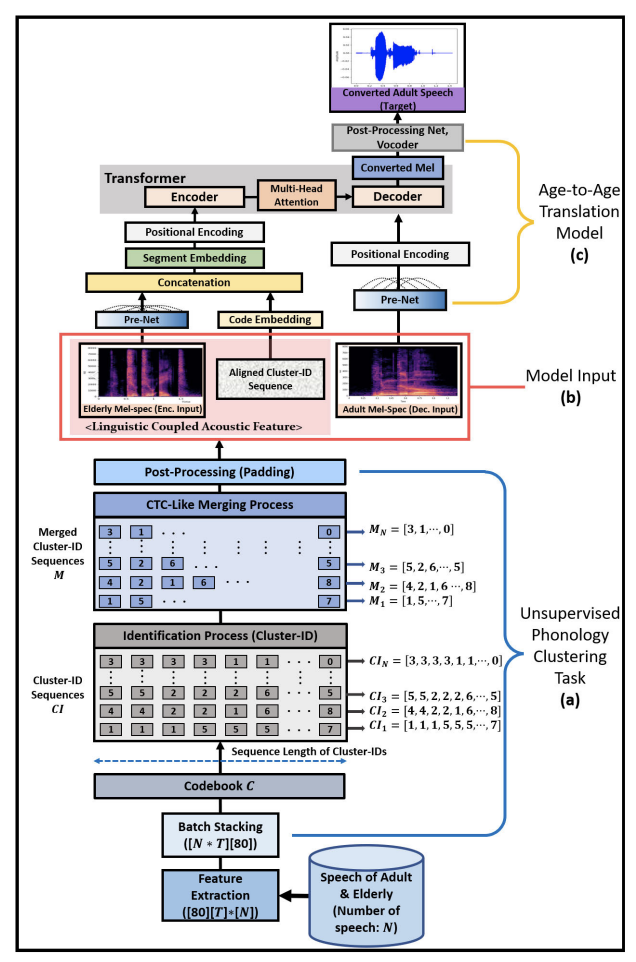 Converted Adult Speech
(Target)
Post-Processing Net,
Vocoder
Converted Mel
Transformer
Encoder
Multi-Head
Attention
Decoder
Positional Encoding
Segment Embedding
Concatenation
Pre-Net
Code Embedding
Positional Encoding
Pre-Net
Age-to-Age
Translation
Model
(c)
Elderly Mel-spec (Enc. Input)
Aligned Cluster-ID
Sequence
Adult Mel-Spec (Dec. Input)
<Linguistic Coupled Acoustic Feature>
Model Input
(b)
Post-Processing (Padding)
CTC-Like Merging Process
Merged
Cluster-ID
Sequences
M
3 1 · · · 0
5 2 6 · · · 5
4 2 1 6 · · · 8
1 5 · · · 7
M_N = [3, 1, ⋯, 0]
M_3 = [5, 2, 6, ⋯, 5]
M_2 = [4, 2, 1, 6 ⋯, 8]
M_1 = [1, 5, ⋯, 7]
Identification Process (Cluster-ID)
Cluster-ID
Sequences
CI
3 3 3 3 1 1 · · · 0
5 5 2 2 2 6 · · · 5
4 4 2 2 1 6 · · · 8
1 1 1 5 5 5 · · · 7
CI_N = [3, 3, 3, 3, 1, 1, ⋯, 0]
CI_3 = [5, 5, 2, 2, 2, 6, ⋯, 5]
CI_2 = [4, 4, 2, 2, 1, 6, ⋯, 8]
CI_1 = [1, 1, 1, 5, 5, 5, ⋯, 7]
Unsupervised
Phonology
Clustering
Task
(a)
Sequence Length of Cluster-IDs
Codebook C
Batch Stacking
([N * T][80])
Feature
Extraction
([80][T]*[N])
Speech of Adult
& Elderly
(Number of
speech: N)